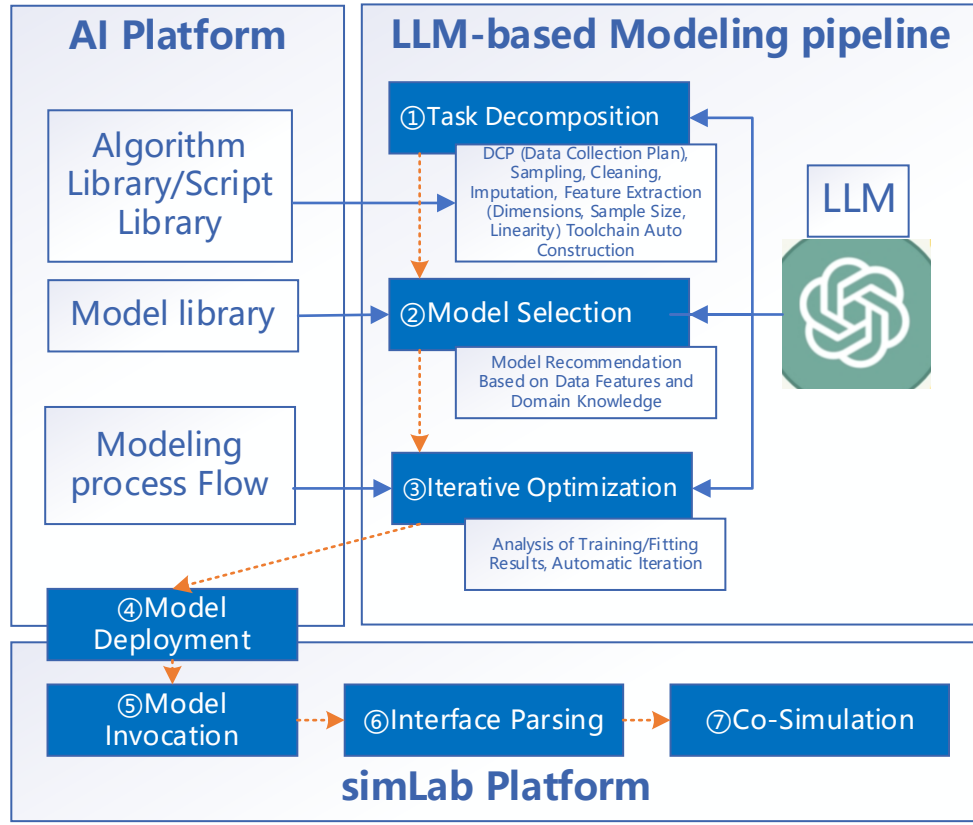 AI Platform
Algorithm
Library/Script
Library
Model library
Modeling
process Flow
LLM-based Modeling pipeline
①Task Decomposition
DCP (Data Collection Plan),
Sampling, Cleaning,
Imputation, Feature Extraction
(Dimensions, Sample Size,
Linearity) Toolchain Auto
Construction
②Model Selection
Model Recommendation
Based on Data Features and
Domain Knowledge
③Iterative Optimization
Analysis of Training/Fitting
Results, Automatic Iteration
LLM
④Model
Deployment
⑤Model
Invocation
⑥Interface Parsing
⑦Co-Simulation
simLab Platform